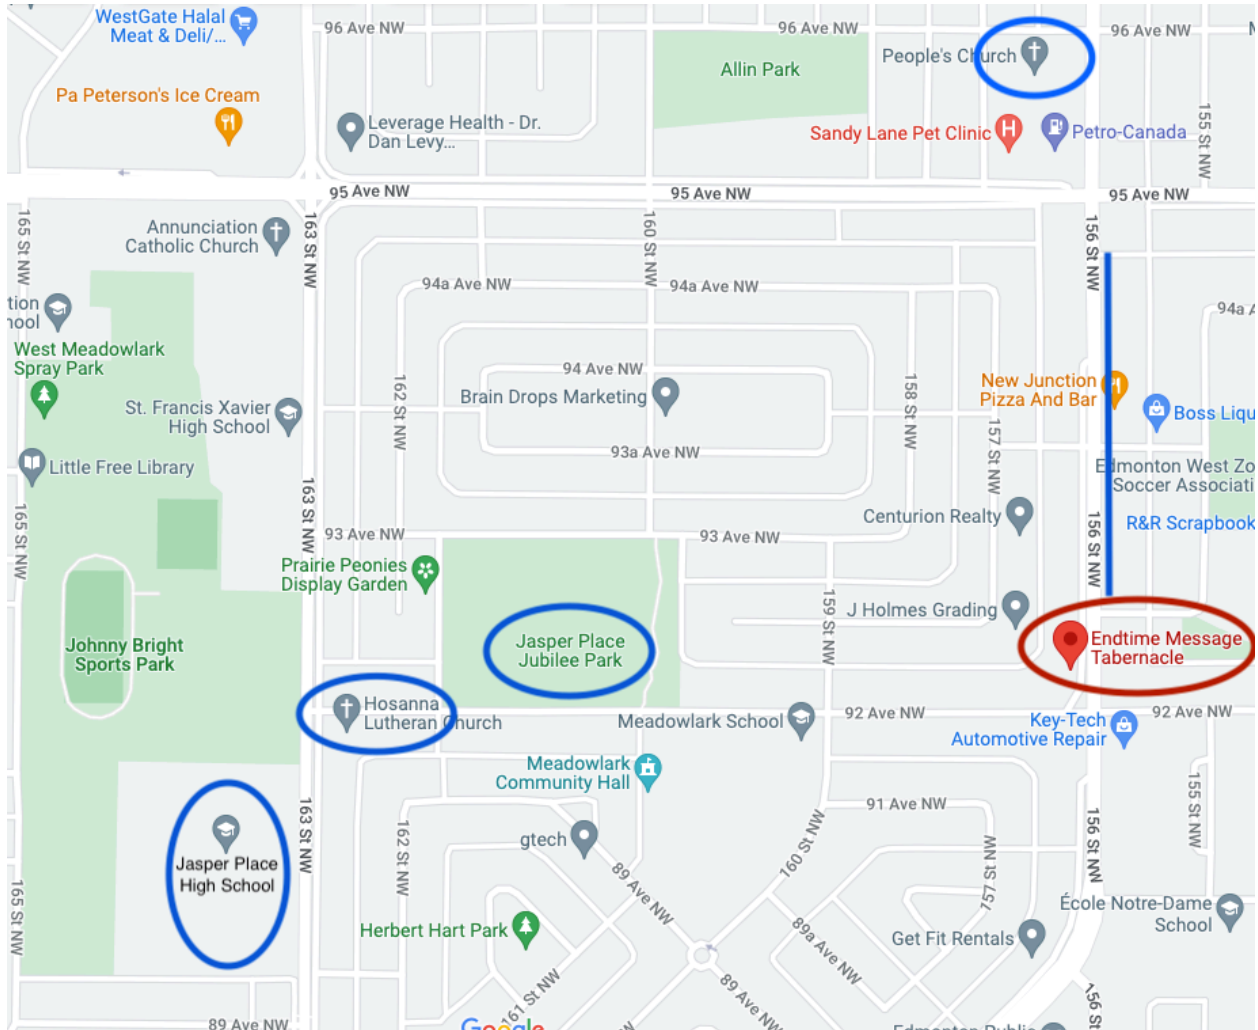 WestGate Halal
Meat & Deli/...
96 Ave NW
96 Ave NW
96 Ave NW
People's Church
Allin Park
Pa Peterson's Ice Cream
Leverage Health - Dr.
Dan Levy...
Sandy Lane Pet Clinic
Petro-Canada
155 St NW
95 Ave NW
95 Ave NW
95 Ave NW
165 St NW
Annunciation
Catholic Church
163 St NW
160 St NW
156 St NW
94a Ave NW
94a Ave NW
94a A
tion
hool
West Meadowlark
Spray Park
94 Ave NW
Brain Drops Marketing
New Junction
Pizza And Bar
Boss Liqu
St. Francis Xavier
High School
162 St NW
158 St NW
157 St NW
93a Ave NW
Little Free Library
Edmonton West Zo
Soccer Associati
163 St NW
165 St NW
Centurion Realty
156 St NW
R&R Scrapbook
93 Ave NW
93 Ave NW
Prairie Peonies
Display Garden
159 St NW
J Holmes Grading
Johnny Bright
Sports Park
Jasper Place
Jubilee Park
Endtime Message
Tabernacle
Hosanna
Lutheran Church
Meadowlark School
92 Ave NW
92 Ave NW
Key-Tech
Automotive Repair
Meadowlark
Community Hall
163 St NW
162 St NW
91 Ave NW
160 St NW
157 St NW
156 St NW
155 St NW
gtech
Jasper Place
High School
89 Ave NW
165 St NW
Herbert Hart Park
89a Ave NW
Get Fit Rentals
École Notre-Dame
School
161 St NW
89 Ave NW
156 St
89 Ave NW
Google
NW
Edmonton Public